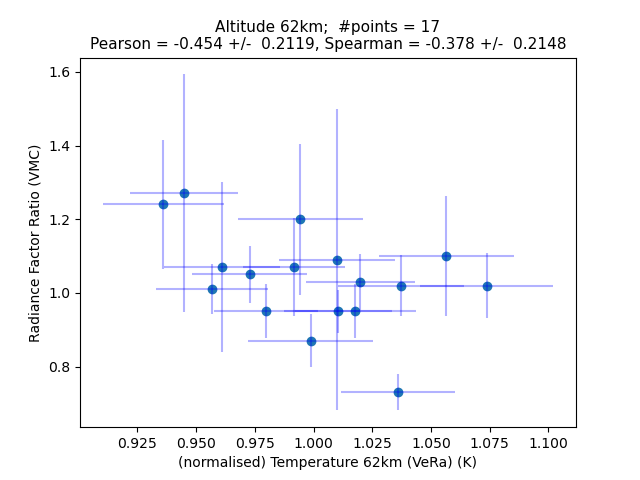 Altitude 62km;  #points = 17
Pearson = -0.454 +/-  0.2119, Spearman = -0.378 +/-  0.2148
1.6
1.4
1.2
1.0
0.8
Radiance Factor Ratio (VMC)
0.925 0.950 0.975 1.000 1.025 1.050 1.075 1.100
(normalised) Temperature 62km (VeRa) (K)